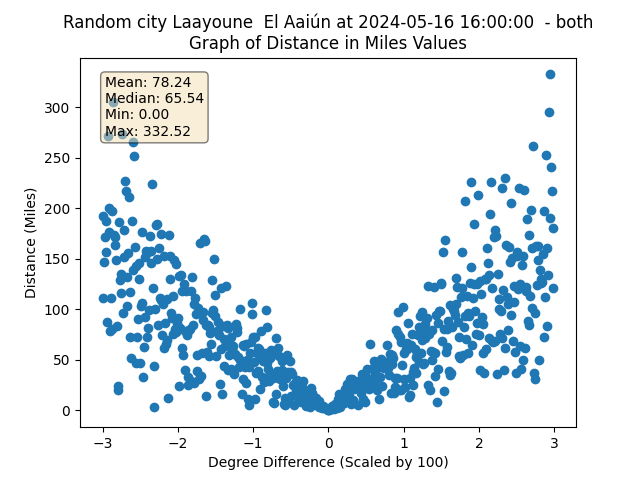 Random city Laayoune  El Aaiún at 2024-05-16 16:00:00  - both
Graph of Distance in Miles Values
Mean: 78.24
Median: 65.54
Min: 0.00
Max: 332.52
300
250
200
150
100
50
0
Distance (Miles)
−3
−2
−1
0
1
2
3
Degree Difference (Scaled by 100)